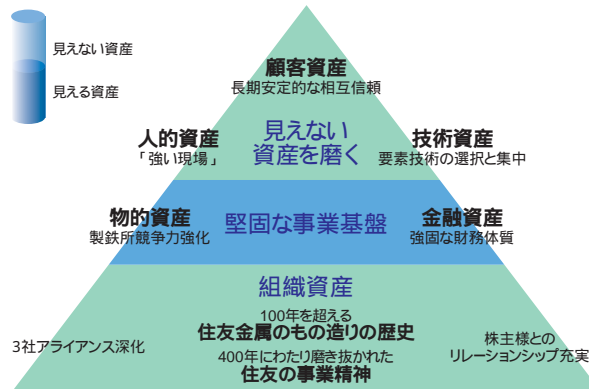 見えない資産
見える資産
顧客資産
長期安定的な相互信頼
人的資産
「強い現場」
見えない
資産を磨く
技術資産
要素技術の選択と集中
物的資産
製鉄所競争力強化
堅固な事業基盤
金融資産
強固な財務体質
組織資産
100年を超える
住友金属のもの造りの歴史
400年にわたり磨き抜かれた
住友の事業精神
3社アライアンス深化
株主様との
リレーションシップ充実